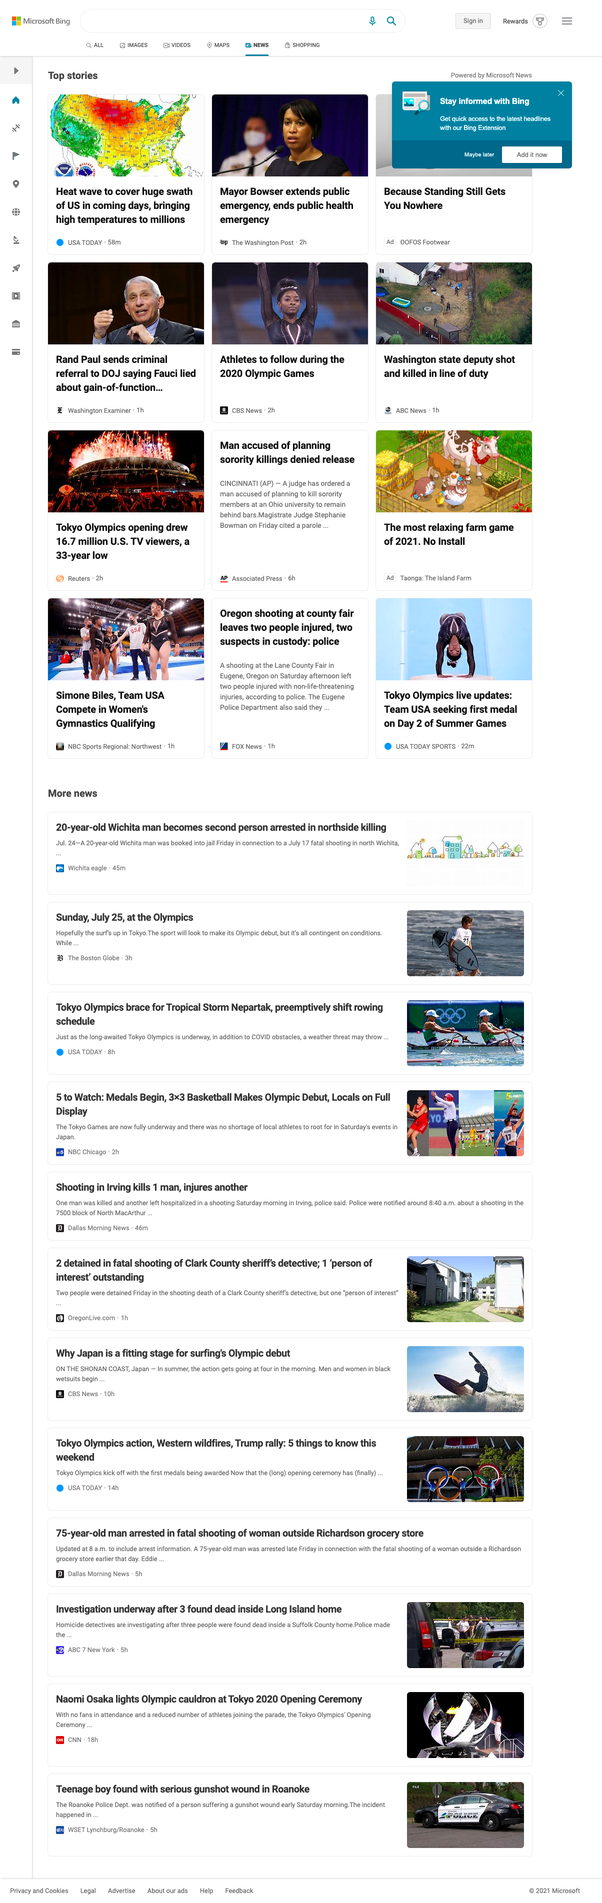 Microsoft Bing
Sign in
Rewards
ALL
IMAGES
VIDEOS
MAPS
NEWS
SHOPPING
Top stories
Powered by Microsoft News
Stay informed with Bing
Get quick access to the latest headlines
with our Bing Extension
Maybe later
Add it now
Heat wave to cover huge swath
of US in coming days, bringing
high temperatures to millions
USA TODAY · 58m
Mayor Bowser extends public
emergency, ends public health
emergency
wp The Washington Post · 2h
Because Standing Still Gets
You Nowhere
Ad OOFOS Footwear
Rand Paul sends criminal
referral to DOJ saying Fauci lied
about gain-of-function...
Washington Examiner · 1h
Athletes to follow during the
2020 Olympic Games
CBS News · 2h
Washington state deputy shot
and killed in line of duty
ABC News · 1h
Tokyo Olympics opening drew
16.7 million U.S. TV viewers, a
33-year low
Reuters · 2h
Man accused of planning
sorority killings denied release
CINCINNATI (AP) — A judge has ordered a
man accused of planning to kill sorority
members at an Ohio university to remain
behind bars.Magistrate Judge Stephanie
Bowman on Friday cited a parole ...
AP Associated Press · 6h
The most relaxing farm game
of 2021. No Install
Ad Taonga: The Island Farm
Simone Biles, Team USA
Compete in Women's
Gymnastics Qualifying
NBC Sports Regional: Northwest · 1h
Oregon shooting at county fair
leaves two people injured, two
suspects in custody: police
A shooting at the Lane County Fair in
Eugene, Oregon on Saturday afternoon left
two people injured with non-life-threatening
injuries, according to police. The Eugene
Police Department also said they ...
FOX News · 1h
Tokyo Olympics live updates:
Team USA seeking first medal
on Day 2 of Summer Games
USA TODAY SPORTS · 22m
More news
20-year-old Wichita man becomes second person arrested in northside killing
Jul. 24—A 20-year-old Wichita man was booked into jail Friday in connection to a July 17 fatal shooting in north Wichita,
...
Wichita eagle · 45m
Sunday, July 25, at the Olympics
Hopefully the surf's up in Tokyo.The sport will look to make its Olympic debut, but it's all contingent on conditions.
While ...
The Boston Globe · 3h
Tokyo Olympics brace for Tropical Storm Nepartak, preemptively shift rowing
schedule
Just as the long-awaited Tokyo Olympics is underway, in addition to COVID obstacles, a weather threat may throw ...
USA TODAY · 8h
5 to Watch: Medals Begin, 3×3 Basketball Makes Olympic Debut, Locals on Full
Display
The Tokyo Games are now fully underway and there was no shortage of local athletes to root for in Saturday's events in
Japan.
NBC Chicago · 2h
Shooting in Irving kills 1 man, injures another
One man was killed and another left hospitalized in a shooting Saturday morning in Irving, police said. Police were notified around 8:40 a.m. about a shooting in the
7500 block of North MacArthur ...
Dallas Morning News · 46m
2 detained in fatal shooting of Clark County sheriff's detective; 1 'person of
interest' outstanding
Two people were detained Friday in the shooting death of a Clark County sheriff's detective, but one "person of interest"
...
OregonLive.com · 1h
Why Japan is a fitting stage for surfing's Olympic debut
ON THE SHONAN COAST, Japan — In summer, the action gets going at four in the morning. Men and women in black
wetsuits begin ...
CBS News · 10h
Tokyo Olympics action, Western wildfires, Trump rally: 5 things to know this
weekend
Tokyo Olympics kick off with the first medals being awarded Now that the (long) opening ceremony has (finally) ...
USA TODAY · 14h
75-year-old man arrested in fatal shooting of woman outside Richardson grocery store
Updated at 8 a.m. to include arrest information. A 75-year-old man was arrested late Friday in connection with the fatal shooting of a woman outside a Richardson
grocery store earlier that day. Eddie ...
Dallas Morning News · 5h
Investigation underway after 3 found dead inside Long Island home
Homicide detectives are investigating after three people were found dead inside a Suffolk County home.Police made
the ...
ABC 7 New York · 5h
Naomi Osaka lights Olympic cauldron at Tokyo 2020 Opening Ceremony
With no fans in attendance and a reduced number of athletes joining the parade, the Tokyo Olympics' Opening
Ceremony ...
CNN · 18h
Teenage boy found with serious gunshot wound in Roanoke
The Roanoke Police Dept. was notified of a person suffering a gunshot wound early Saturday morning.The incident
happened in ...
POLICE
WSET Lynchburg/Roanoke · 5h
Privacy and Cookies
Legal
Advertise
About our ads
Help
Feedback
© 2021 Microsoft